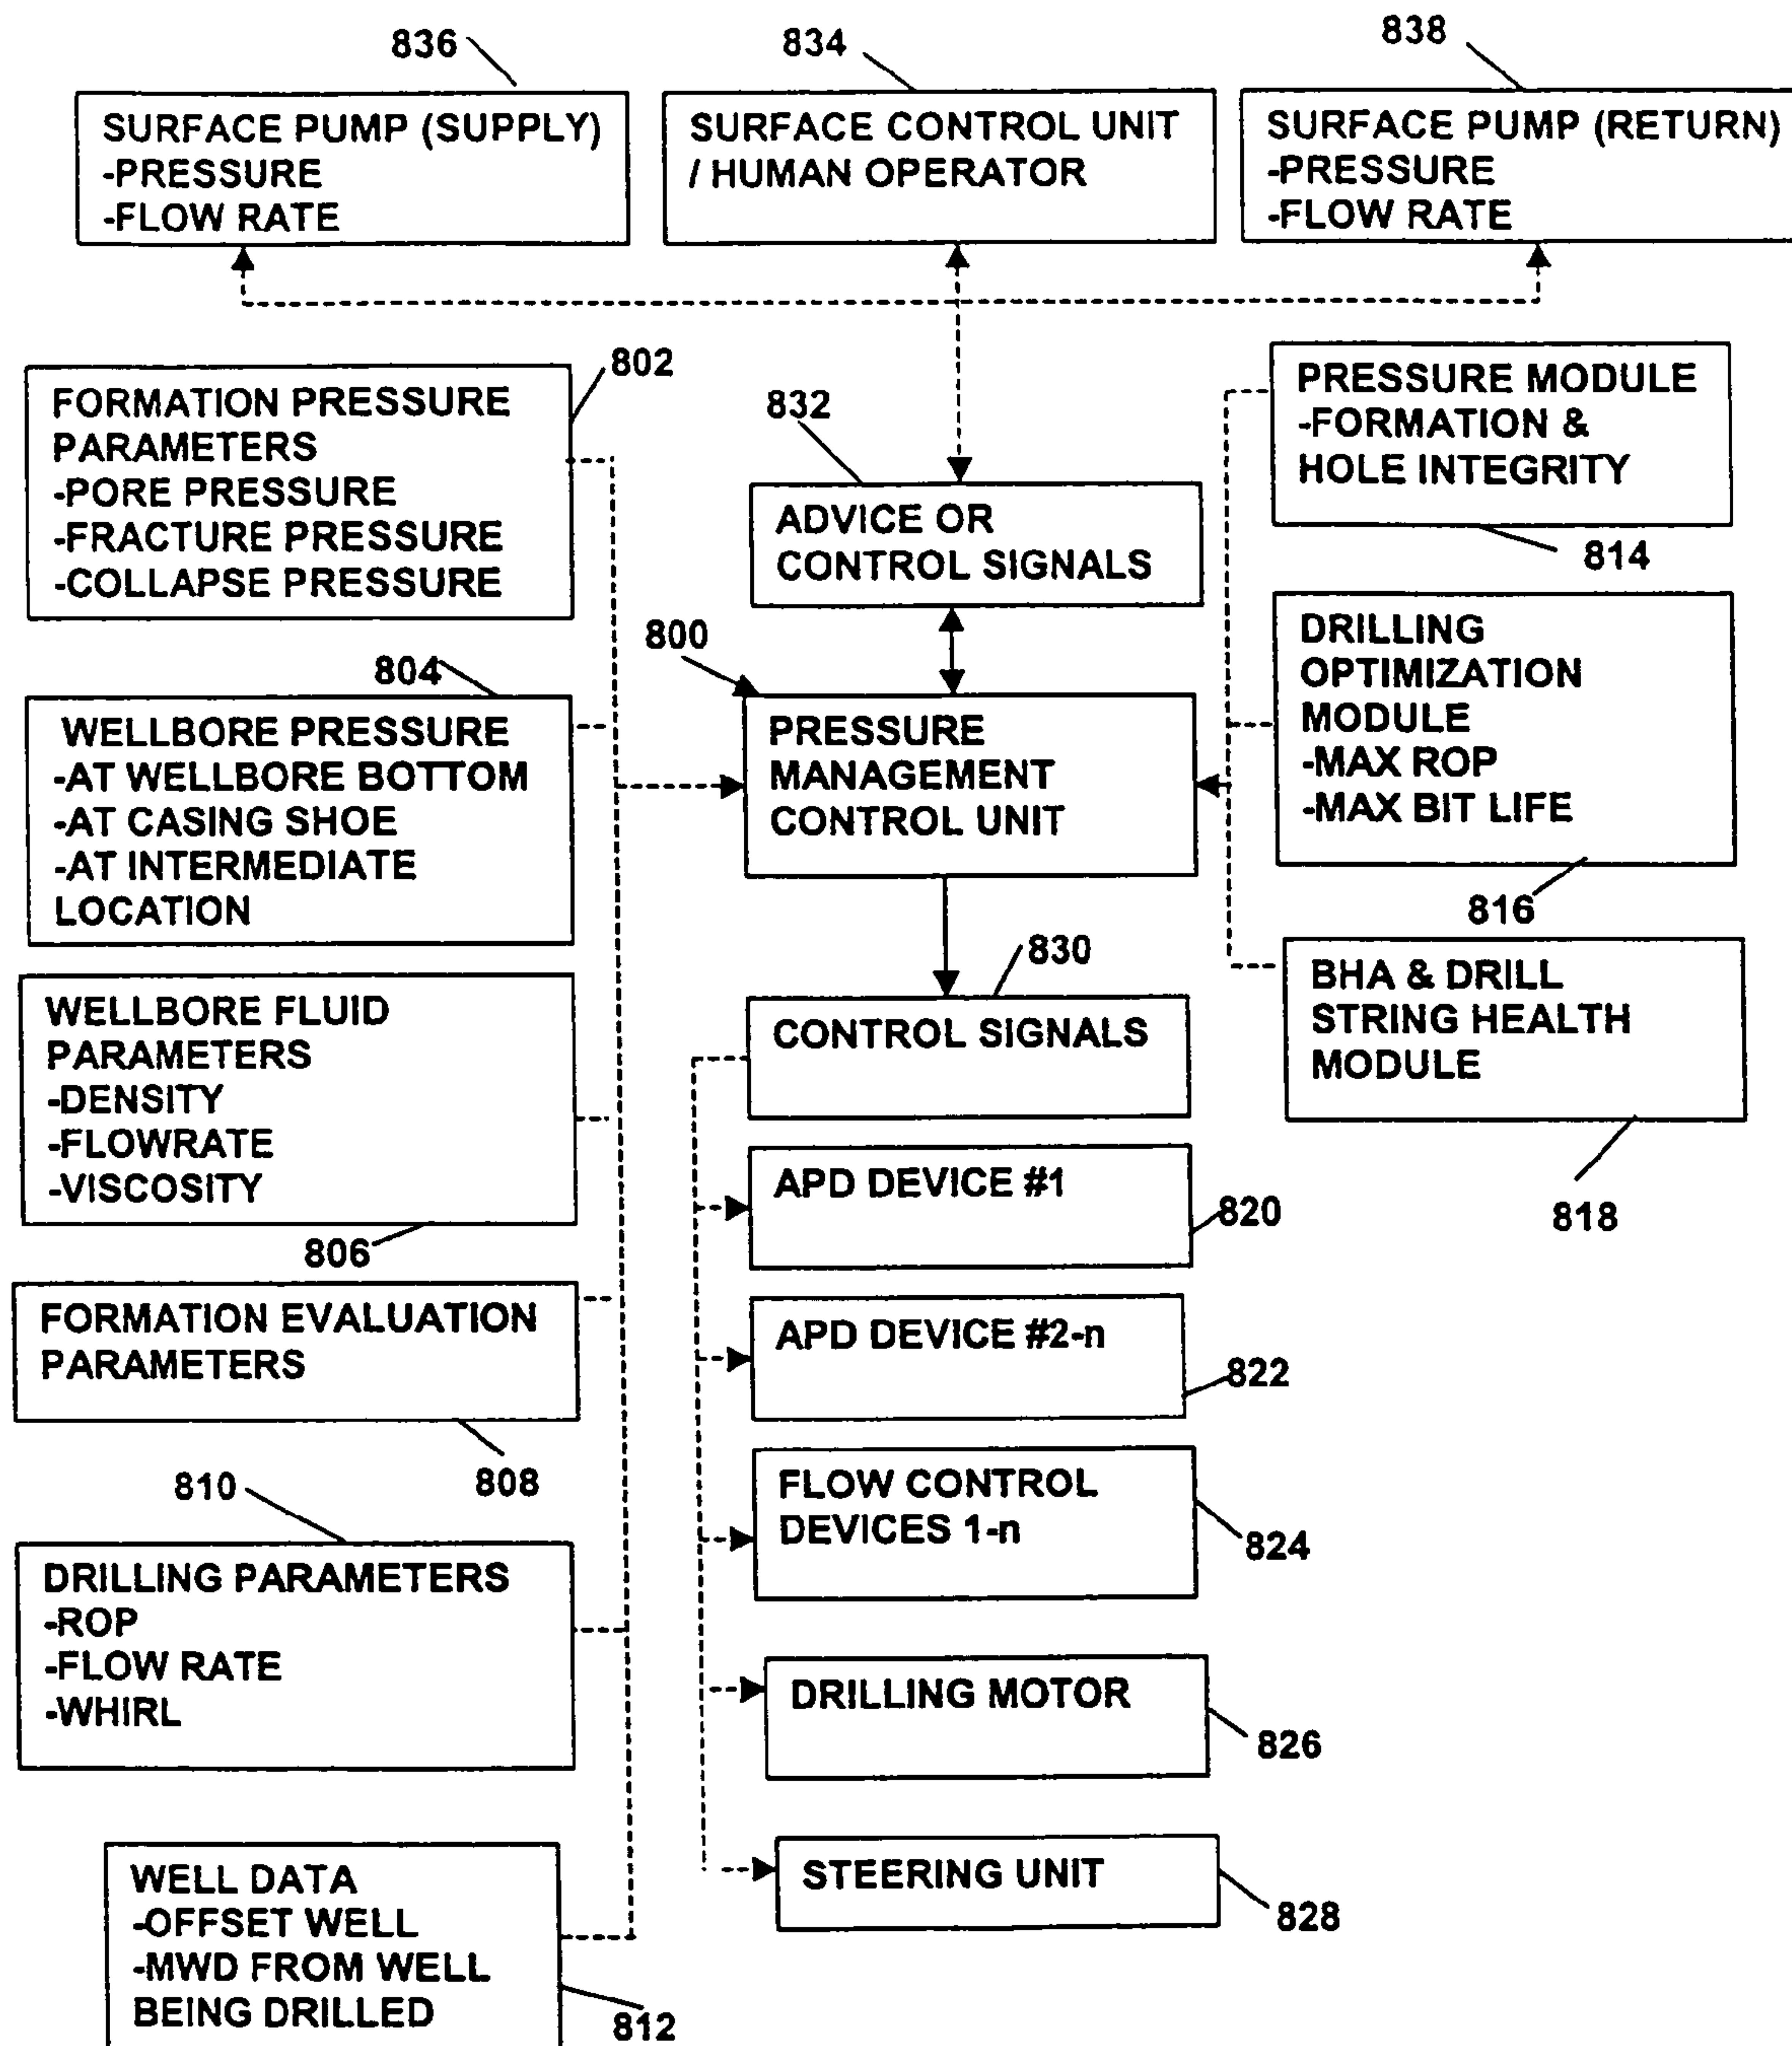 836
834
838
SURFACE PUMP (SUPPLY)
-PRESSURE
-FLOW RATE
SURFACE CONTROL UNIT
/ HUMAN OPERATOR
SURFACE PUMP (RETURN)
-PRESSURE
-FLOW RATE
802
FORMATION PRESSURE
PARAMETERS
-PORE PRESSURE
-FRACTURE PRESSURE
-COLLAPSE PRESSURE
832
ADVICE OR
CONTROL SIGNALS
PRESSURE MODULE
-FORMATION &
HOLE INTEGRITY
814
804
WELLBORE PRESSURE
-AT WELLBORE BOTTOM
-AT CASING SHOE
-AT INTERMEDIATE
LOCATION
800
PRESSURE
MANAGEMENT
CONTROL UNIT
DRILLING
OPTIMIZATION
MODULE
-MAX ROP
-MAX BIT LIFE
816
WELLBORE FLUID
PARAMETERS
-DENSITY
-FLOWRATE
-VISCOSITY
806
830
CONTROL SIGNALS
BHA & DRILL
STRING HEALTH
MODULE
818
APD DEVICE #1
820
FORMATION EVALUATION
PARAMETERS
808
APD DEVICE #2-n
822
810
DRILLING PARAMETERS
-ROP
-FLOW RATE
-WHIRL
FLOW CONTROL
DEVICES 1-n
824
DRILLING MOTOR
826
WELL DATA
-OFFSET WELL
-MWD FROM WELL
BEING DRILLED
812
STEERING UNIT
828